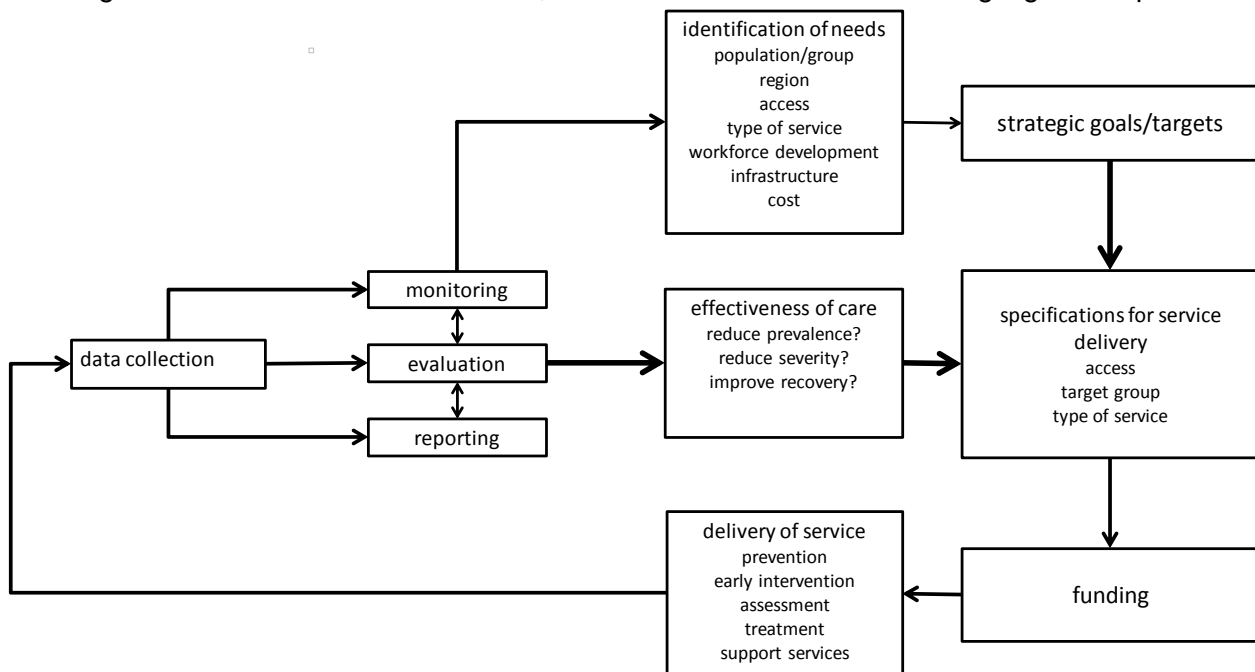 identification of needs
population/group
region
access
type of service
workforce development
infrastructure
cost
strategic goals/targets
monitoring
data collection
evaluation
reporting
effectiveness of care
reduce prevalence?
reduce severity?
improve recovery?
specifications for service
delivery
access
target group
type of service
delivery of service
prevention
early intervention
assessment
treatment
support services
funding